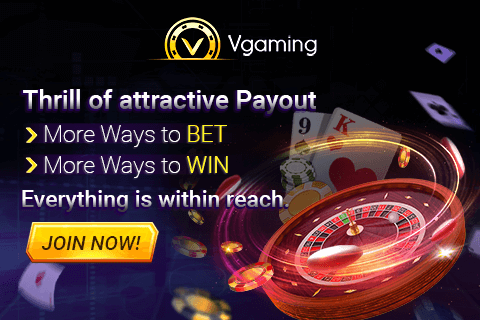 Vgaming
Thrill of attractive Payout
More Ways to BET
More Ways to WIN
Everything is within reach.
JOIN NOW!
9
K